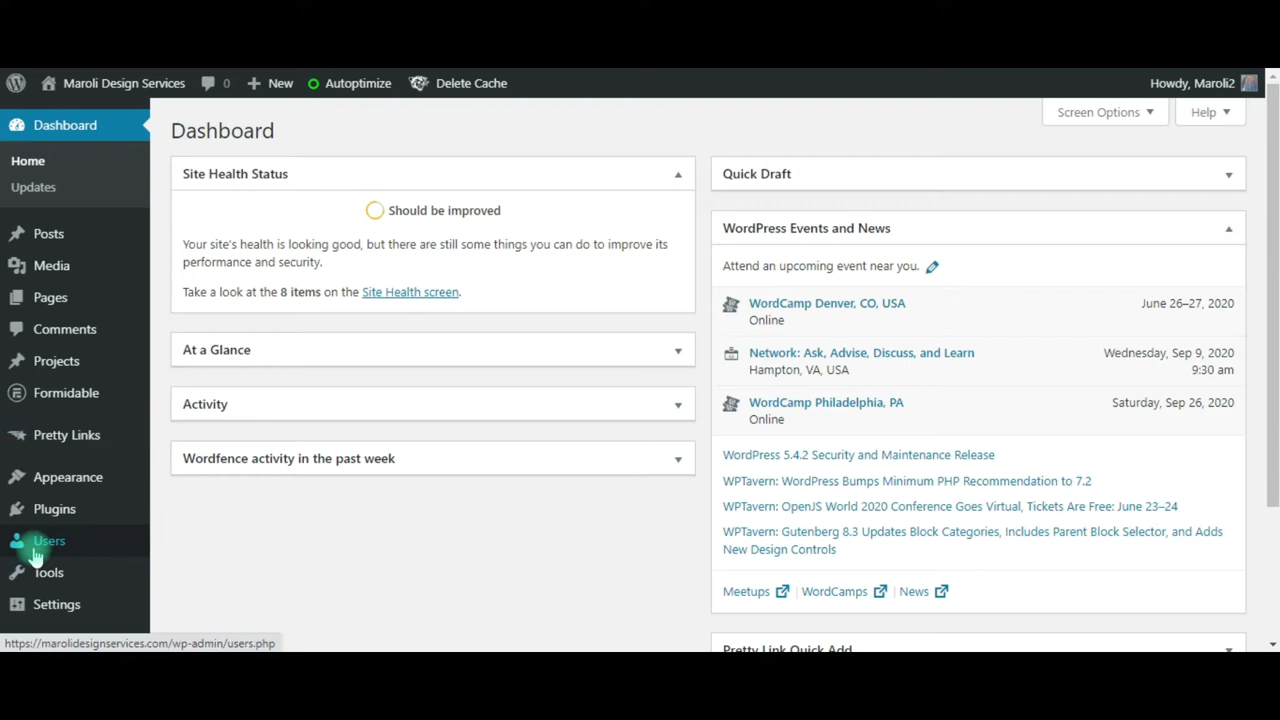 Maroli Design Services
0
New
Autoptimize
Delete Cache
Howdy, Maroli2
Dashboard
Home
Updates
Posts
Media
Pages
Comments
Projects
Formidable
Pretty Links
Appearance
Plugins
Users
Tools
Settings
https://marolidesignservices.com/wp-admin/users.php
Screen Options
Help
Dashboard
Site Health Status
Should be improved
Your site's health is looking good, but there are still some things you can do to improve its
performance and security.
Take a look at the 8 items on the Site Health screen.
At a Glance
Activity
Wordfence activity in the past week
Quick Draft
WordPress Events and News
Attend an upcoming event near you.
WordCamp Denver, CO, USA
June 26–27, 2020
Online
Network: Ask, Advise, Discuss, and Learn
Wednesday, Sep 9, 2020
Hampton, VA, USA
9:30 am
WordCamp Philadelphia, PA
Saturday, Sep 26, 2020
Online
WordPress 5.4.2 Security and Maintenance Release
WPTavern: WordPress Bumps Minimum PHP Recommendation to 7.2
WPTavern: OpenJS World 2020 Conference Goes Virtual, Tickets Are Free: June 23–24
WPTavern: Gutenberg 8.3 Updates Block Categories, Includes Parent Block Selector, and Adds
New Design Controls
Meetups | WordCamps | News
Pretty Link Quick Add